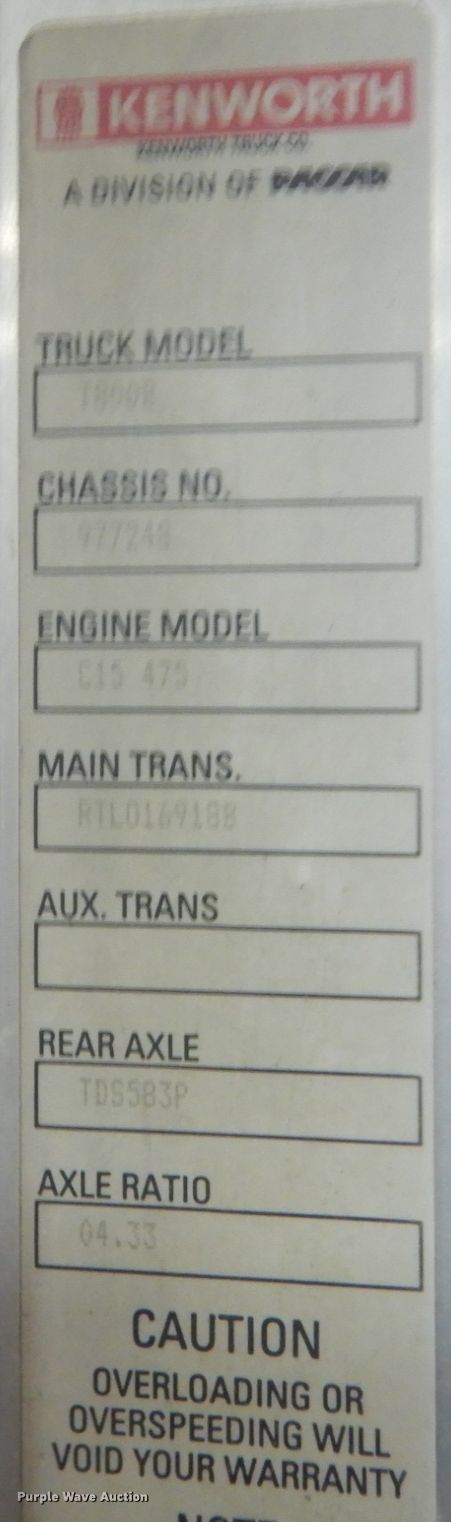 KENWORTH
KENWORTH TRUCK CO.
A DIVISION OF PACCAR
TRUCK MODEL
T800B
CHASSIS NO.
977248
ENGINE MODEL
C15 475
MAIN TRANS.
RTLO16918B
AUX. TRANS
REAR AXLE
TDS583P
AXLE RATIO
04.33
CAUTION
OVERLOADING OR
OVERSPEEDING WILL
VOID YOUR WARRANTY
Purple Wave Auction